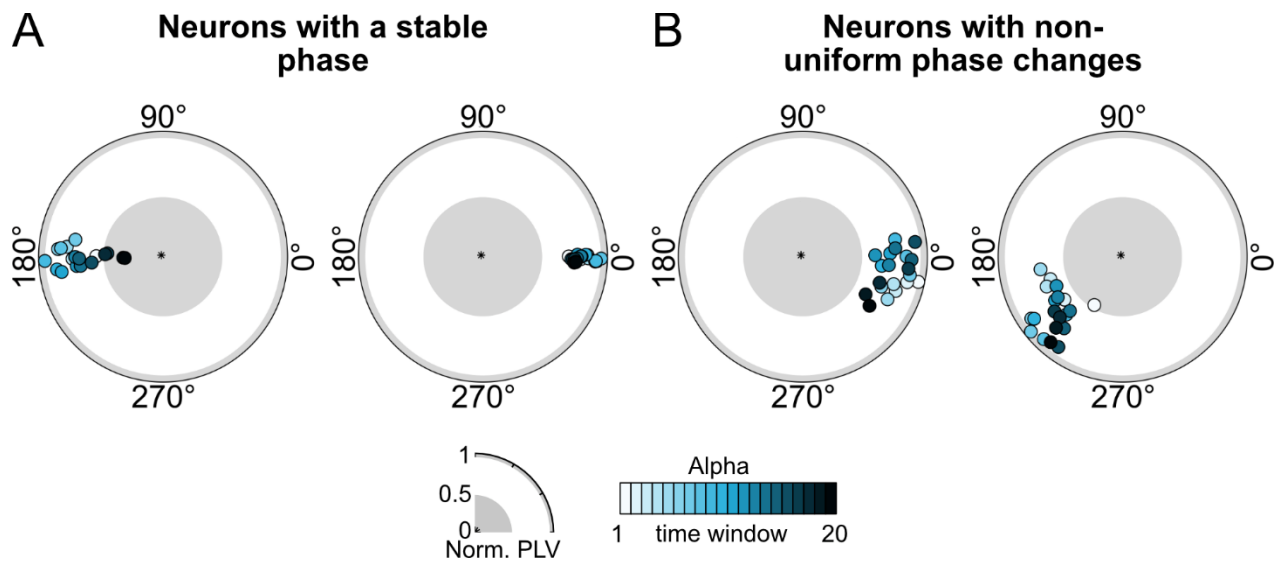 A
Neurons with a stable
phase
B
Neurons with non-
uniform phase changes
90°
180°
0°
270°
90°
180°
0°
270°
90°
180°
0°
270°
90°
180°
0°
270°
1
0.5
0
Norm. PLV
Alpha
1
time window
20